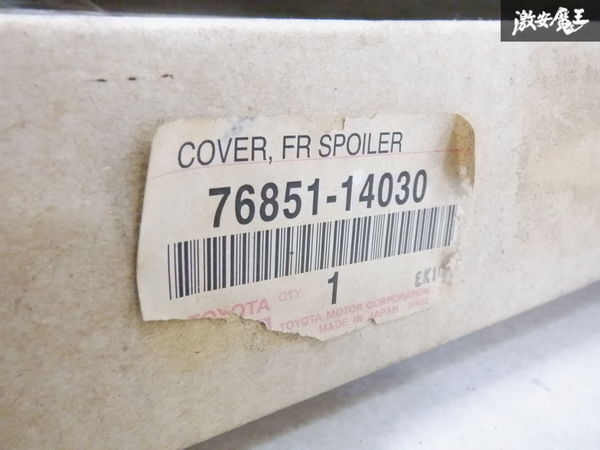 激安魔王
COVER, FR SPOILER
76851-14030
TOYOTA QTY. 1
TOYOTA MOTOR CORPORATION
MADE IN JAPAN